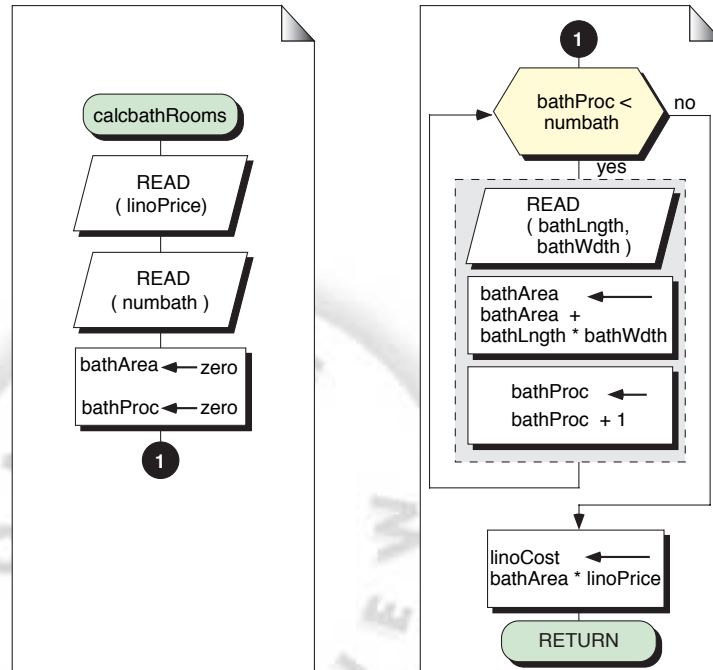 calcbathRooms
READ
( linoPrice)
READ
( numbath )
bathArea ← zero
bathProc ← zero
1
1
bathProc <
numbath
no
yes
READ
( bathLngth,
bathWdth )
bathArea ←
bathArea +
bathLngth * bathWdth
bathProc ←
bathProc + 1
linoCost ←
bathArea * linoPrice
RETURN